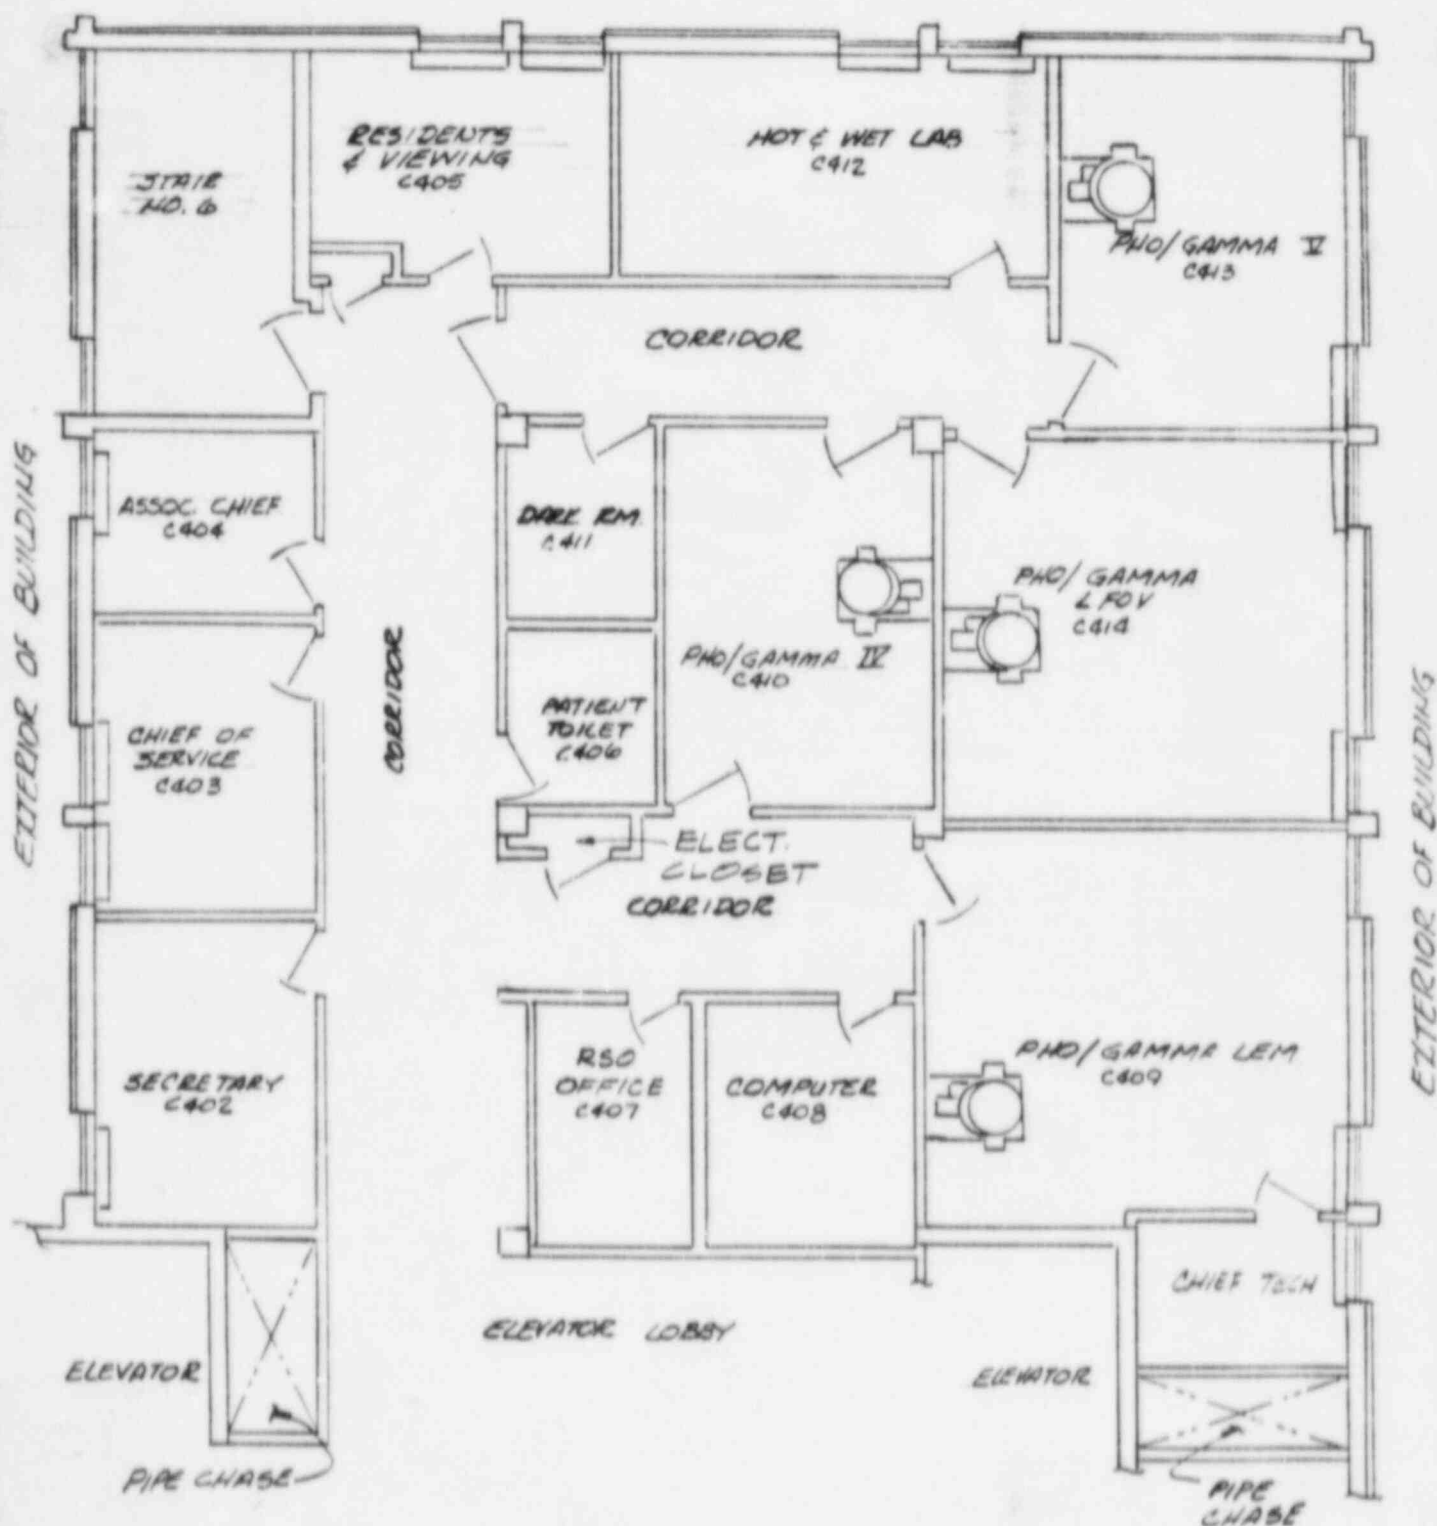 RESIDENTS
& VIEWING
C405
HOT & WET LAB
C412
STAIR
NO. 6
PHO/GAMMA V
C413
CORRIDOR
ASSOC. CHIEF
C404
DARK RM.
C411
PHO/GAMMA
L FOV
C414
EXTERIOR OF BUILDING
CORRIDOR
PHO/GAMMA IV
C410
PATIENT
TOILET
C406
CHIEF OF
SERVICE
C403
EXTERIOR OF BUILDING
ELECT.
CLOSET
CORRIDOR
SECRETARY
C402
RSO
OFFICE
C407
COMPUTER
C408
PHO/GAMMA LEM
C409
CHIEF TECH
ELEVATOR LOBBY
ELEVATOR
ELEVATOR
PIPE CHASE
PIPE
CHASE